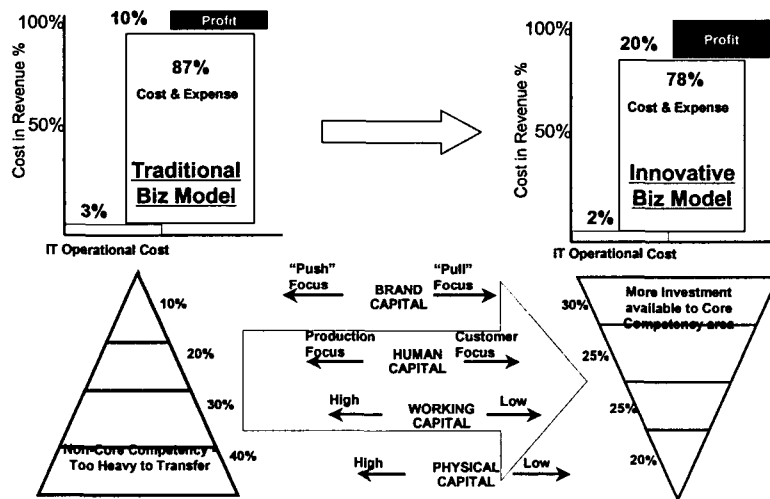 100%
10%
Profit
87%
Cost & Expense
50%
Cost in Revenue %
Traditional
Biz Model
3%
IT Operational Cost
100%
20%
Profit
78%
Cost & Expense
50%
Cost in Revenue %
Innovative
Biz Model
2%
IT Operational Cost
10%
20%
30%
40%
Non-Core Competency
Too Heavy to Transfer
"Push"
Focus
BRAND
CAPITAL
"Pull"
Focus
Production
Focus
HUMAN
CAPITAL
Customer
Focus
High
WORKING
CAPITAL
Low
High
PHYSICAL
CAPITAL
Low
More Investment
available to Core
Competency area
30%
25%
25%
20%